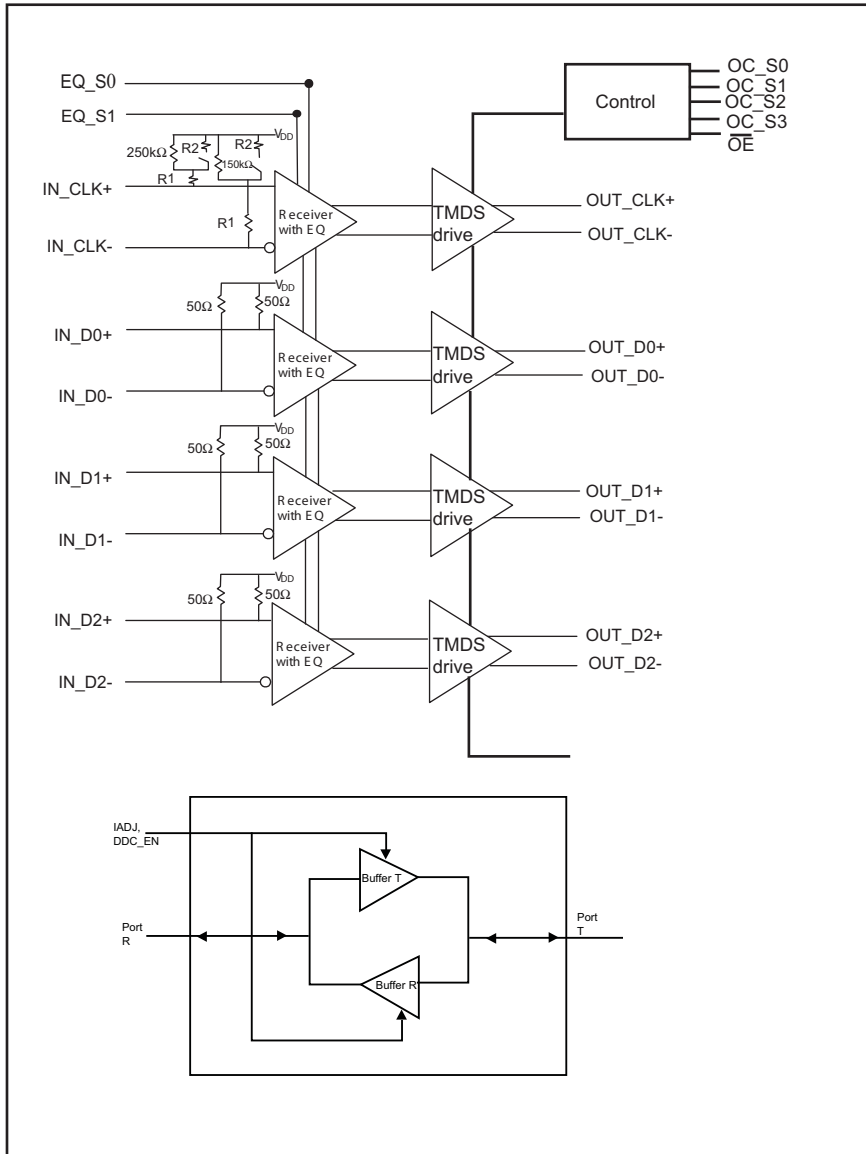 EQ_S0
EQ_S1
OC_S0
OC_S1
OC_S2
OC_S3
OE
Control
VDD
250kΩ
R2
R2
150kΩ
R1
R1
IN_CLK+
IN_CLK-
Receiver
with EQ
TMDS
drive
OUT_CLK+
OUT_CLK-
VDD
50Ω
50Ω
IN_D0+
IN_D0-
Receiver
with EQ
TMDS
drive
OUT_D0+
OUT_D0-
VDD
50Ω
50Ω
IN_D1+
IN_D1-
Receiver
with EQ
TMDS
drive
OUT_D1+
OUT_D1-
VDD
50Ω
50Ω
IN_D2+
IN_D2-
Receiver
with EQ
TMDS
drive
OUT_D2+
OUT_D2-
IADJ,
DDC_EN
Buffer T
Port
R
Port
T
Buffer R